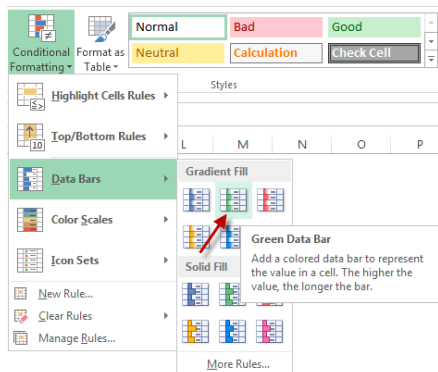 Conditional Formatting
Format as Table
Normal
Bad
Good
Neutral
Calculation
Check Cell
Styles
Highlight Cells Rules
Top/Bottom Rules
10
L M N O P
Data Bars
Gradient Fill
Color Scales
Green Data Bar
Add a colored data bar to represent
the value in a cell. The higher the
value, the longer the bar.
Icon Sets
Solid Fill
New Rule...
Clear Rules
Manage Rules...
More Rules...